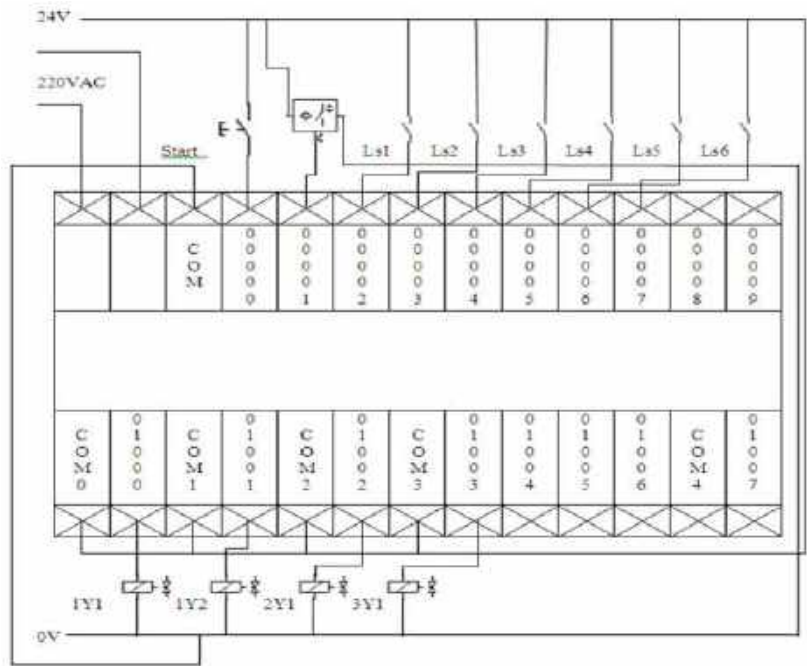 24V
220VAC
Start
Ls1 Ls2 Ls3 Ls4 Ls5 Ls6
COM 00000 00001 00002 00003 00004 00005 00006 00007 00008 00009
COM0 01000 COM1 01001 COM2 01002 COM3 01003 01004 01005 01006 COM4 01007
1Y1 1Y2 2Y1 3Y1
0V